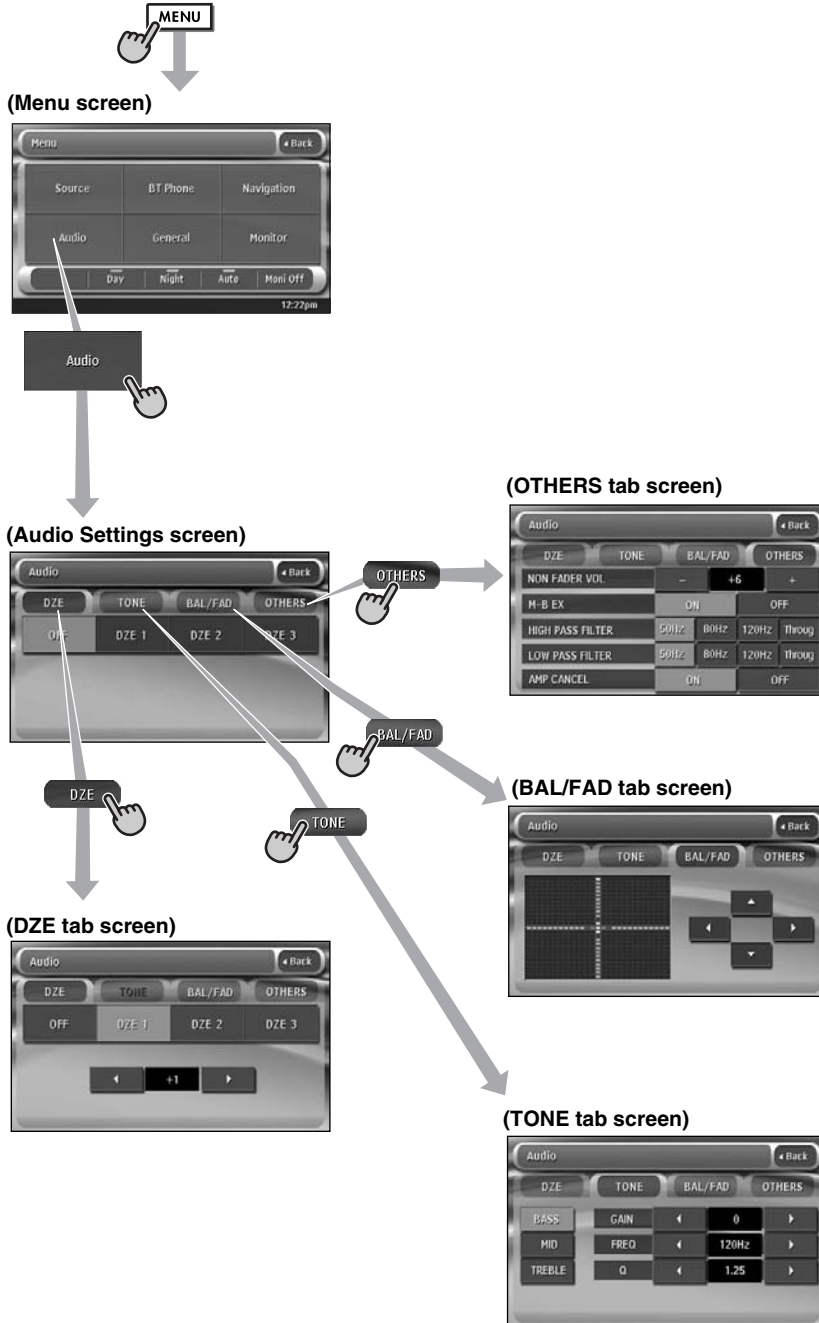 MENU
(Menu screen)
Menu
Back
Source BT Phone Navigation
Audio General Monitor
Day Night Auto Moni Off
12:22pm
Audio
(OTHERS tab screen)
Audio
Back
DZE TONE BAL/FAD OTHERS
NON FADER VOL - +6 +
M-B EX ON OFF
HIGH PASS FILTER 50Hz 80Hz 120Hz Throug
LOW PASS FILTER 50Hz 80Hz 120Hz Throug
AMP CANCEL ON OFF
(Audio Settings screen)
Audio
Back
DZE TONE BAL/FAD OTHERS
OFF DZE 1 DZE 2 DZE 3
OTHERS
BAL/FAD
DZE
TONE
(BAL/FAD tab screen)
Audio
Back
DZE TONE BAL/FAD OTHERS
(DZE tab screen)
Audio
Back
DZE TONE BAL/FAD OTHERS
OFF DZE 1 DZE 2 DZE 3
+1
(TONE tab screen)
Audio
Back
DZE TONE BAL/FAD OTHERS
BASS GAIN 0
MID FREQ 120Hz
TREBLE Q 1.25